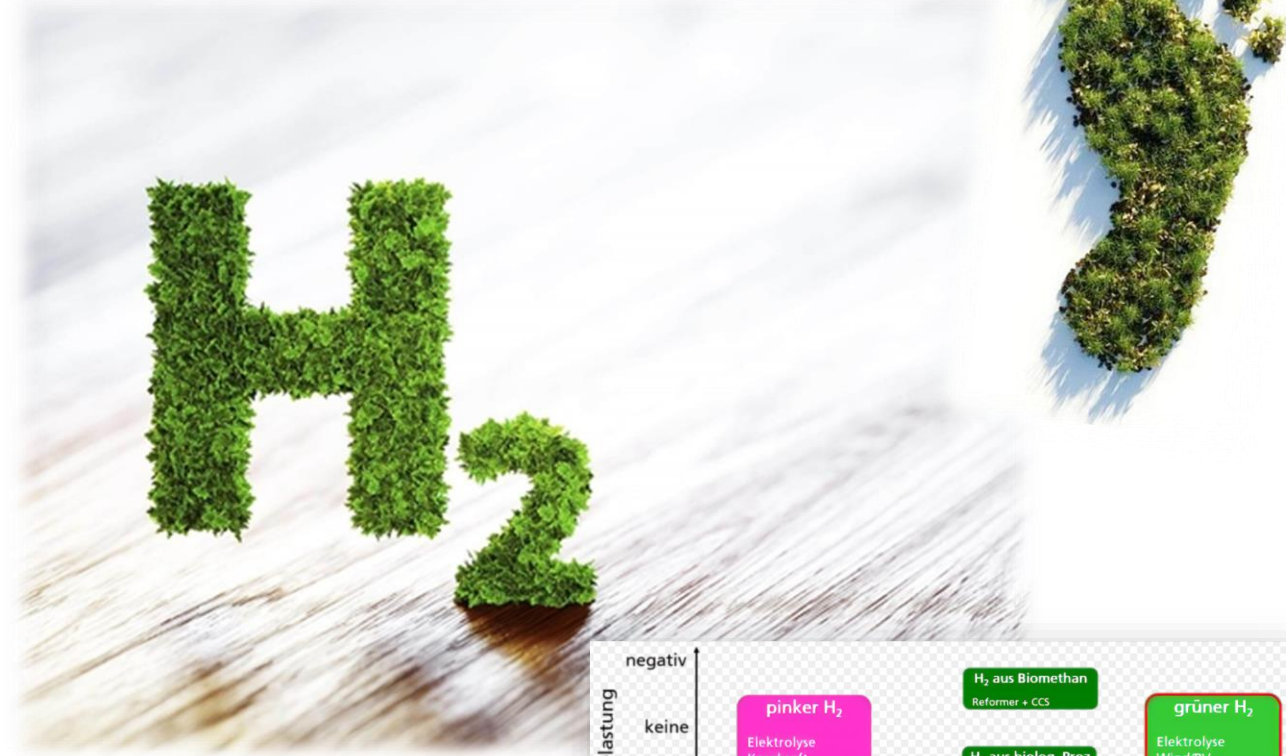 H₂
negativ
keine
lastung
pinker H₂
Elektrolyse
H₂ aus Biomethan
Reformer + CCS
grüner H₂
Elektrolyse